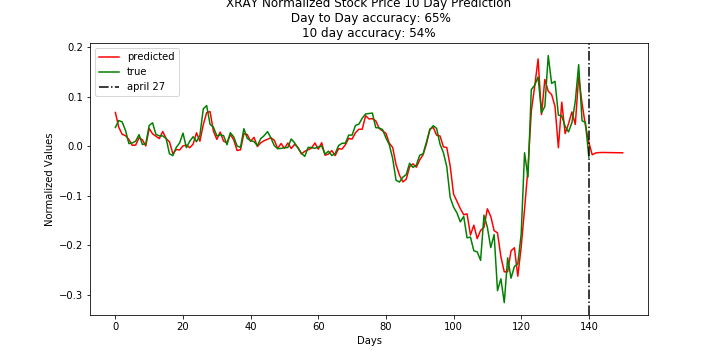 XRAY Normalized Stock Price 10 Day Prediction
Day to Day accuracy: 65%
10 day accuracy: 54%
predicted
true
april 27
0.2
0.1
0.0
−0.1
−0.2
−0.3
Normalized Values
0 20 40 60 80 100 120 140
Days